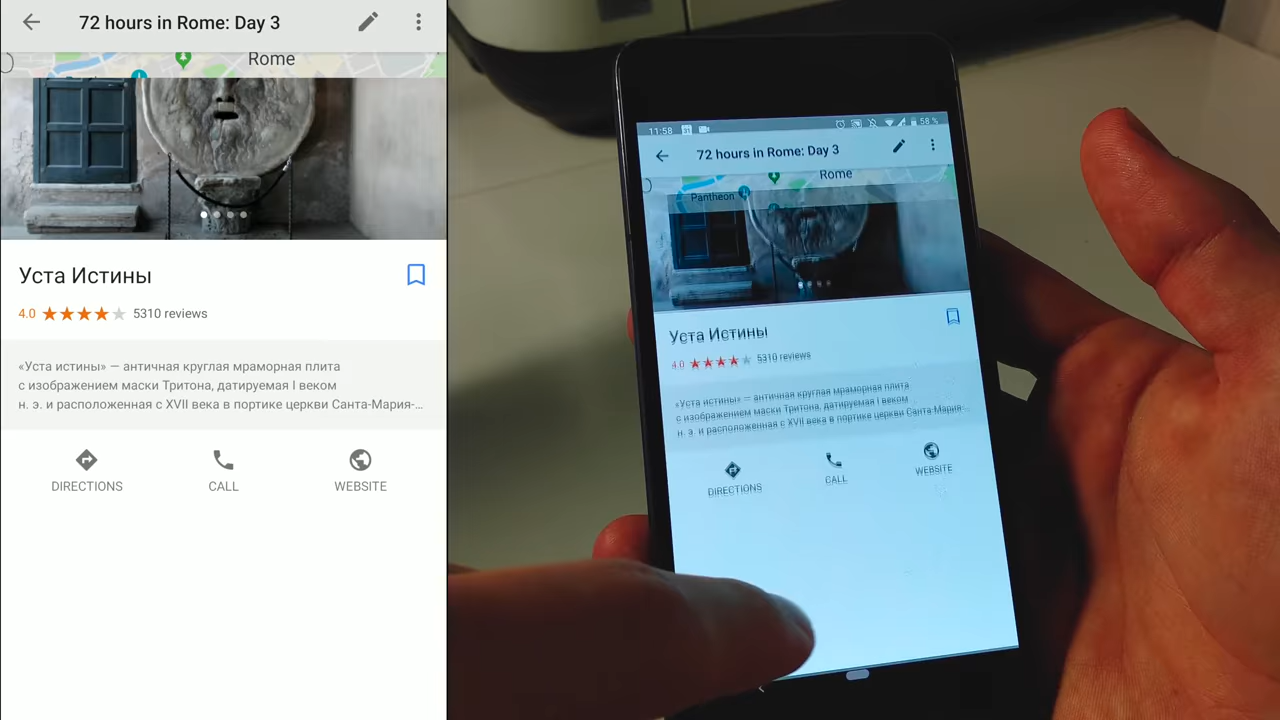 72 hours in Rome: Day 3
Rome
Уста Истины
4.0 5310 reviews
«Уста истины» — античная круглая мраморная плита
с изображением маски Тритона, датируемая I веком
н. э. и расположенная с XVII века в портике церкви Санта-Мария-...
DIRECTIONS CALL WEBSITE
11:58 31 58 %
72 hours in Rome: Day 3
Rome
Pantheon
Уста Истины
4.0 5310 reviews
«Уста истины» — античная круглая мраморная плита
с изображением маски Тритона, датируемая I веком
н. э. и расположенная с XVII века в портике церкви Санта-Мария-...
DIRECTIONS CALL WEBSITE